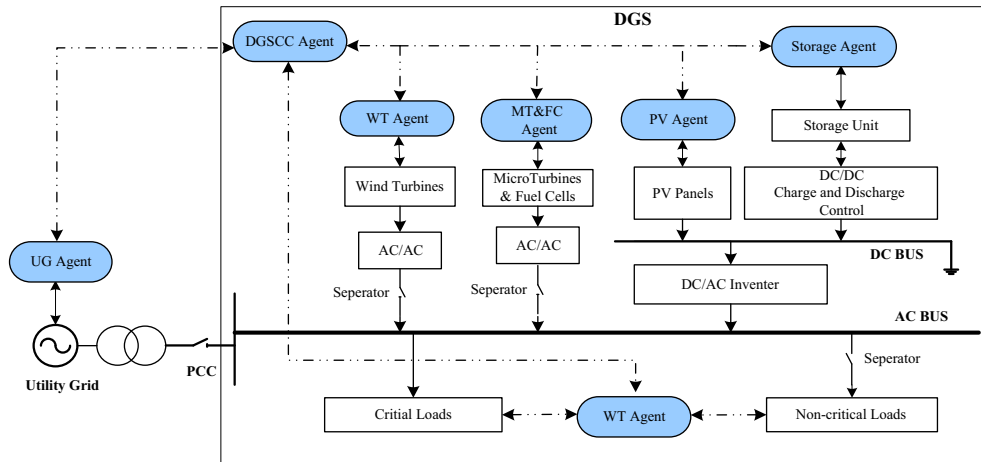 DGS
DGSCC Agent
Storage Agent
WT Agent
MT&FC
Agent
PV Agent
Storage Unit
Wind Turbines
MicroTurbines
& Fuel Cells
PV Panels
DC/DC
Charge and Discharge
Control
UG Agent
AC/AC
AC/AC
DC BUS
Seperator
Seperator
DC/AC Inventer
AC BUS
PCC
Utility Grid
Seperator
Critial Loads
WT Agent
Non-critical Loads